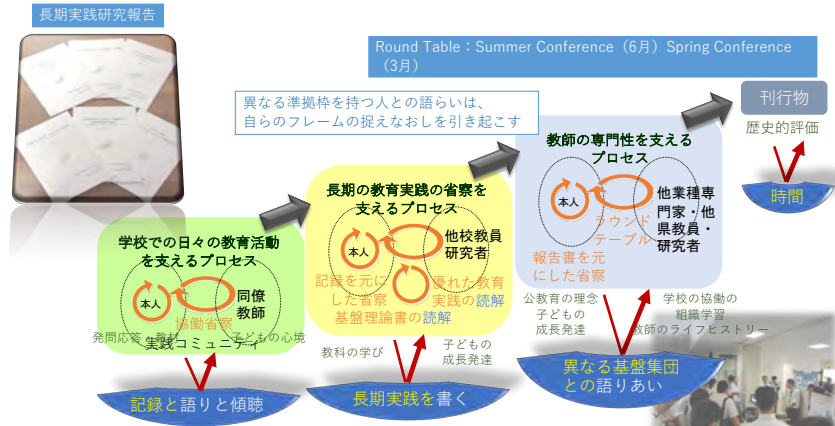 長期実践研究報告
Round Table：Summer Conference（6月）Spring Conference
（3月）
異なる準拠枠を持つ人との語らいは、
自らのフレームの捉えなおしを引き起こす
刊行物
歴史的評価
時間
教師の専門性を支える
プロセス
本人
他業種専
門家・他
県教員・
研究者
ラウンド
テーブル
報告書を元
にした省察
公教育の理念
子どもの
成長発達
学校の協働の
組織学習
教師のライフヒストリー
異なる基盤集団
との語りあい
長期の教育実践の省察を
支えるプロセス
本人
他校教員
研究者
記録を元に
した省察
優れた教育
実践の読解
基盤理論書の読解
教科の学び
子どもの
成長発達
長期実践を書く
学校での日々の教育活動
を支えるプロセス
本人
同僚
教師
協働省察
発問応答
教材
子どもの心境
実践コミュニティ
記録と語りと傾聴